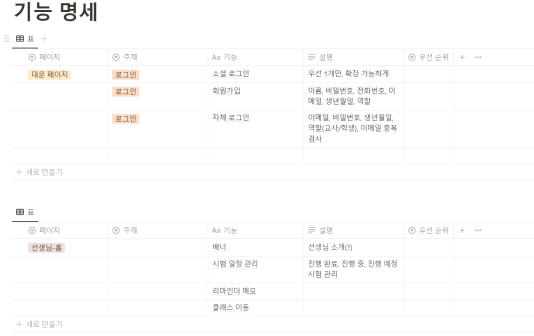 기능 명세
표
페이지 주제 Aa 기능 설명 우선 순위
대문 페이지 로그인 소셜 로그인 우선 1개만, 확장 가능하게
로그인 회원가입 이름, 비밀번호, 전화번호, 이
메일, 생년월일, 역할
로그인 자체 로그인 이메일, 비밀번호, 생년월일,
역할(교사/학생), 이메일 중복
검사
+ 새로 만들기
표
페이지 주제 Aa 기능 설명 우선 순위
선생님-홈 배너 선생님 소개(?)
시험 일정 관리 진행 완료, 진행 중, 진행 예정
시험 관리
리마인더 메모
클래스 이동
+ 새로 만들기